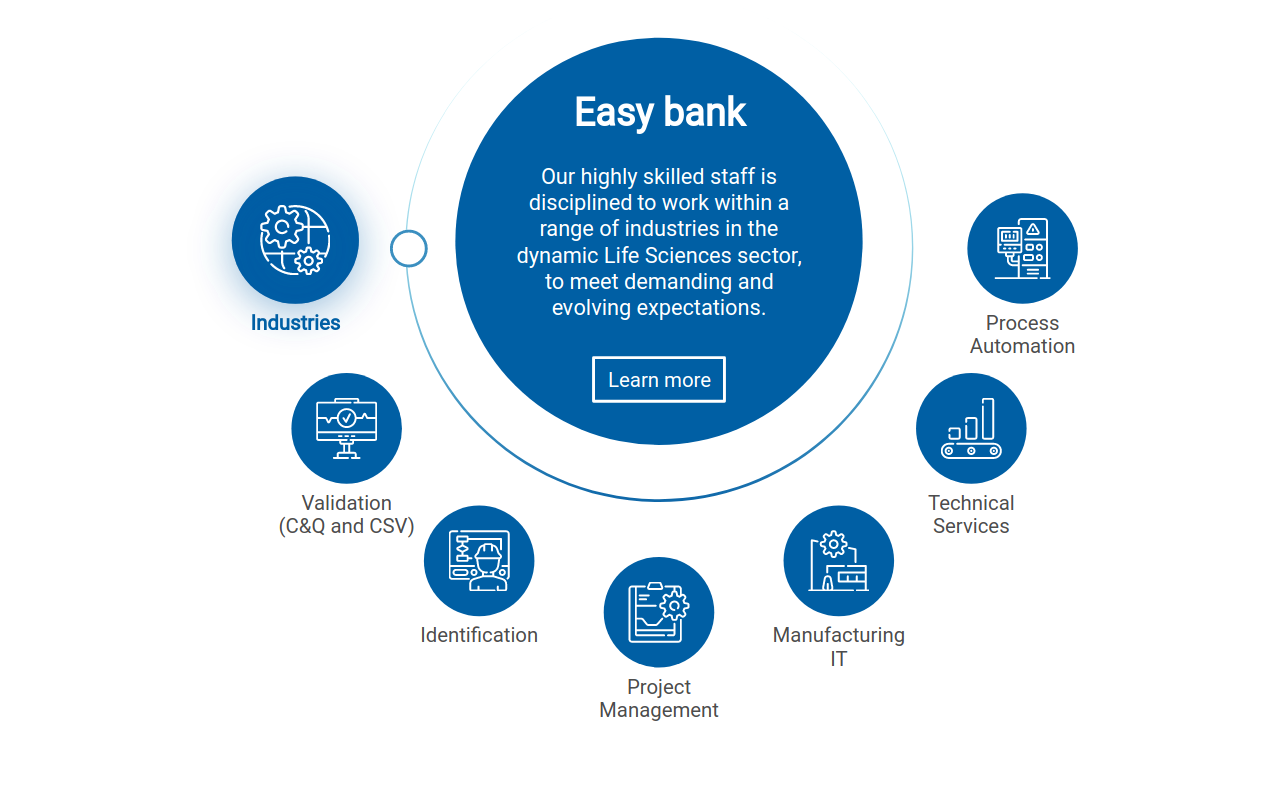 Easy bank
Our highly skilled staff is
disciplined to work within a
range of industries in the
dynamic Life Sciences sector,
to meet demanding and
evolving expectations.
Learn more
Industries
Validation
(C&Q and CSV)
Identification
Project
Management
Manufacturing
IT
Technical
Services
Process
Automation